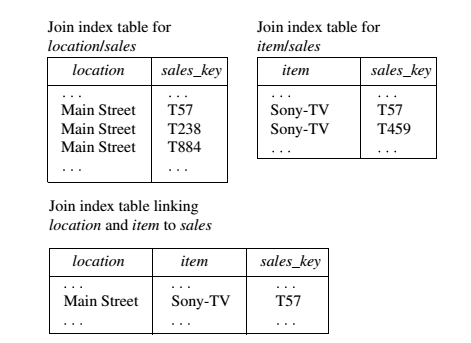 Join index table for
location/sales
location sales_key
. . . . . .
Main Street T57
Main Street T238
Main Street T884
. . . . . .
Join index table for
item/sales
item sales_key
. . . . . .
Sony-TV T57
Sony-TV T459
. . . . . .
Join index table linking
location and item to sales
location item sales_key
. . . . . . . . .
Main Street Sony-TV T57
. . . . . . . . .